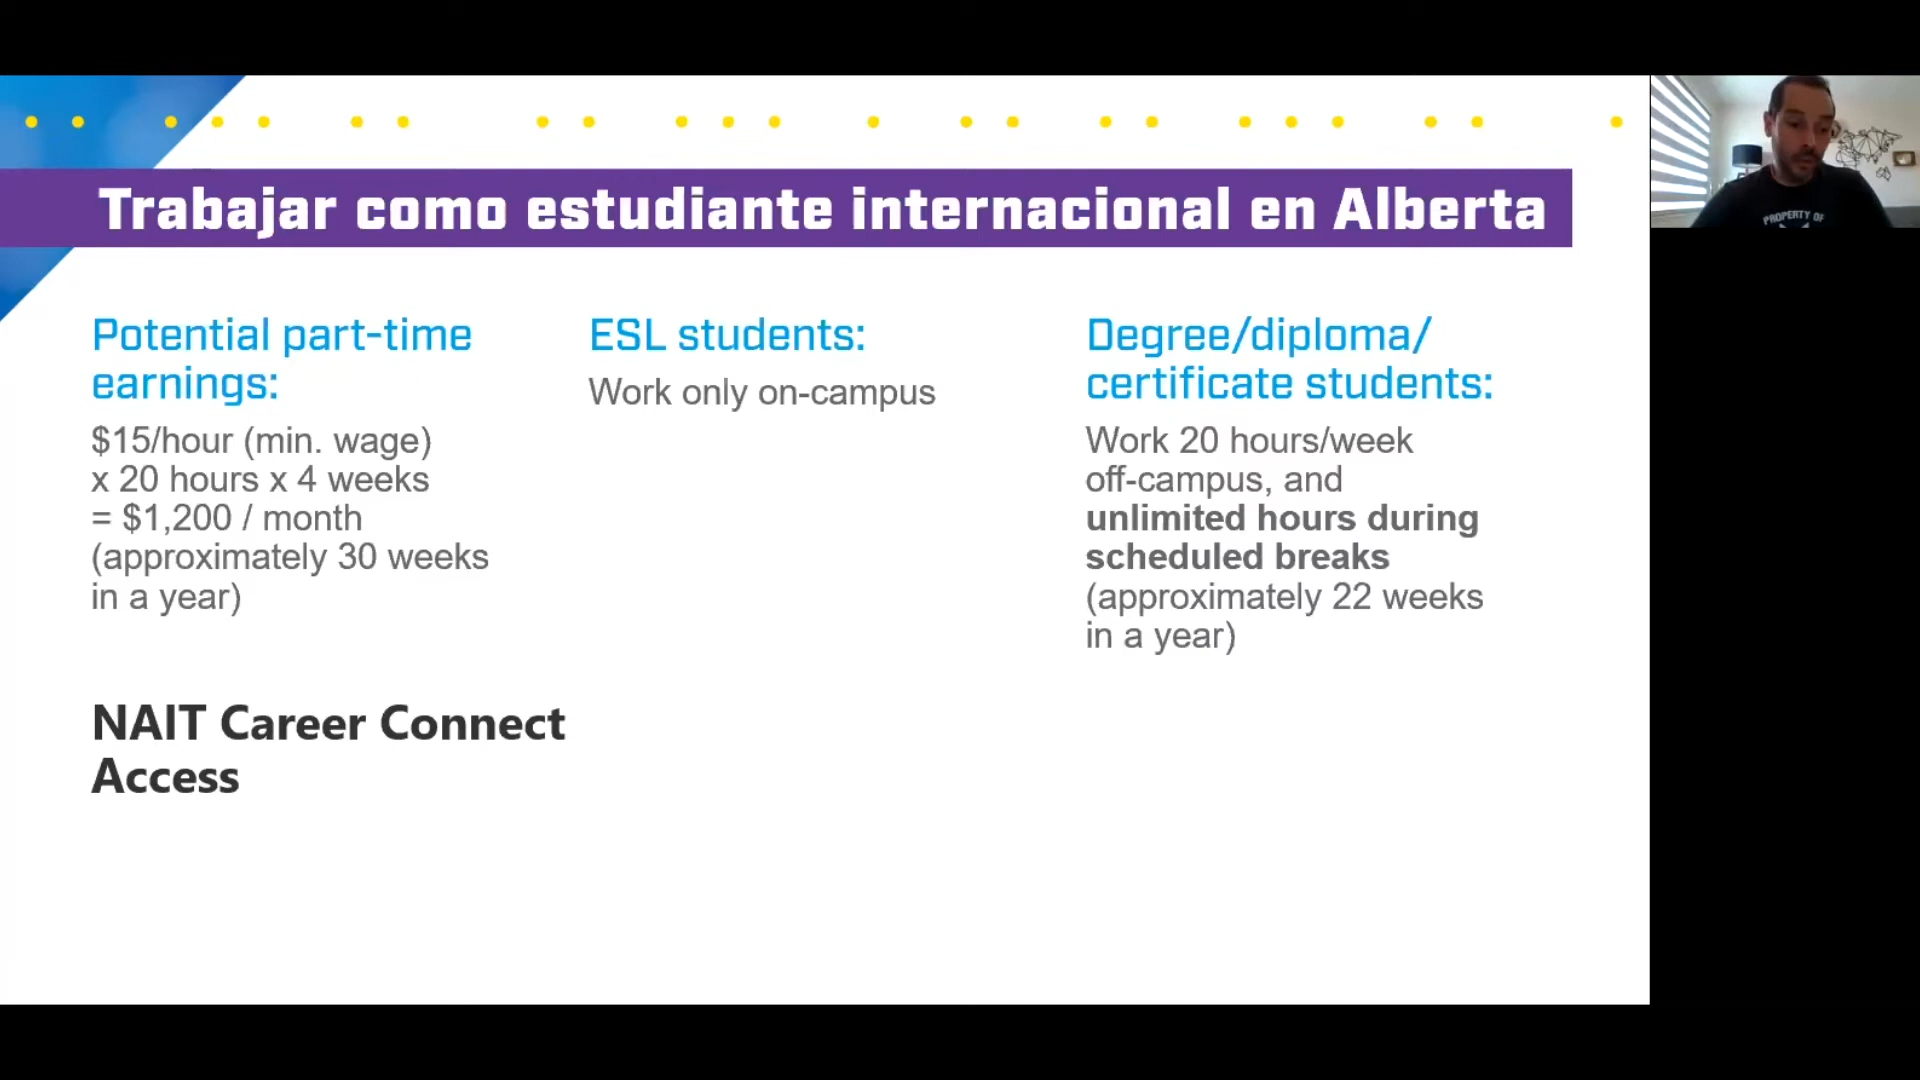 Trabajar como estudiante internacional en Alberta
Potential part-time
earnings:
$15/hour (min. wage)
x 20 hours x 4 weeks
= $1,200 / month
(approximately 30 weeks
in a year)
ESL students:
Work only on-campus
Degree/diploma/
certificate students:
Work 20 hours/week
off-campus, and
unlimited hours during
scheduled breaks
(approximately 22 weeks
in a year)
NAIT Career Connect
Access
PROPERTY OF